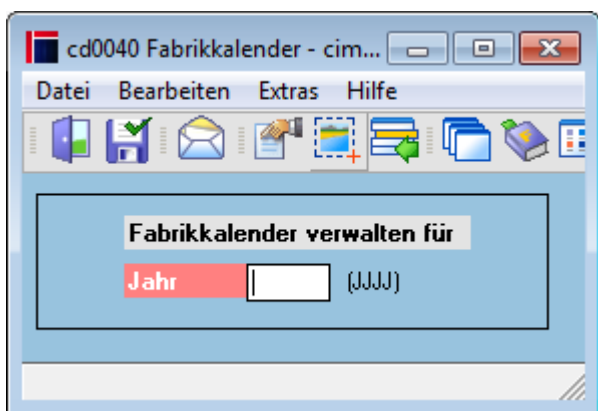 cd0040 Fabrikkalender - cim...
Datei Bearbeiten Extras Hilfe
Fabrikkalender verwalten für
Jahr (JJJJ)